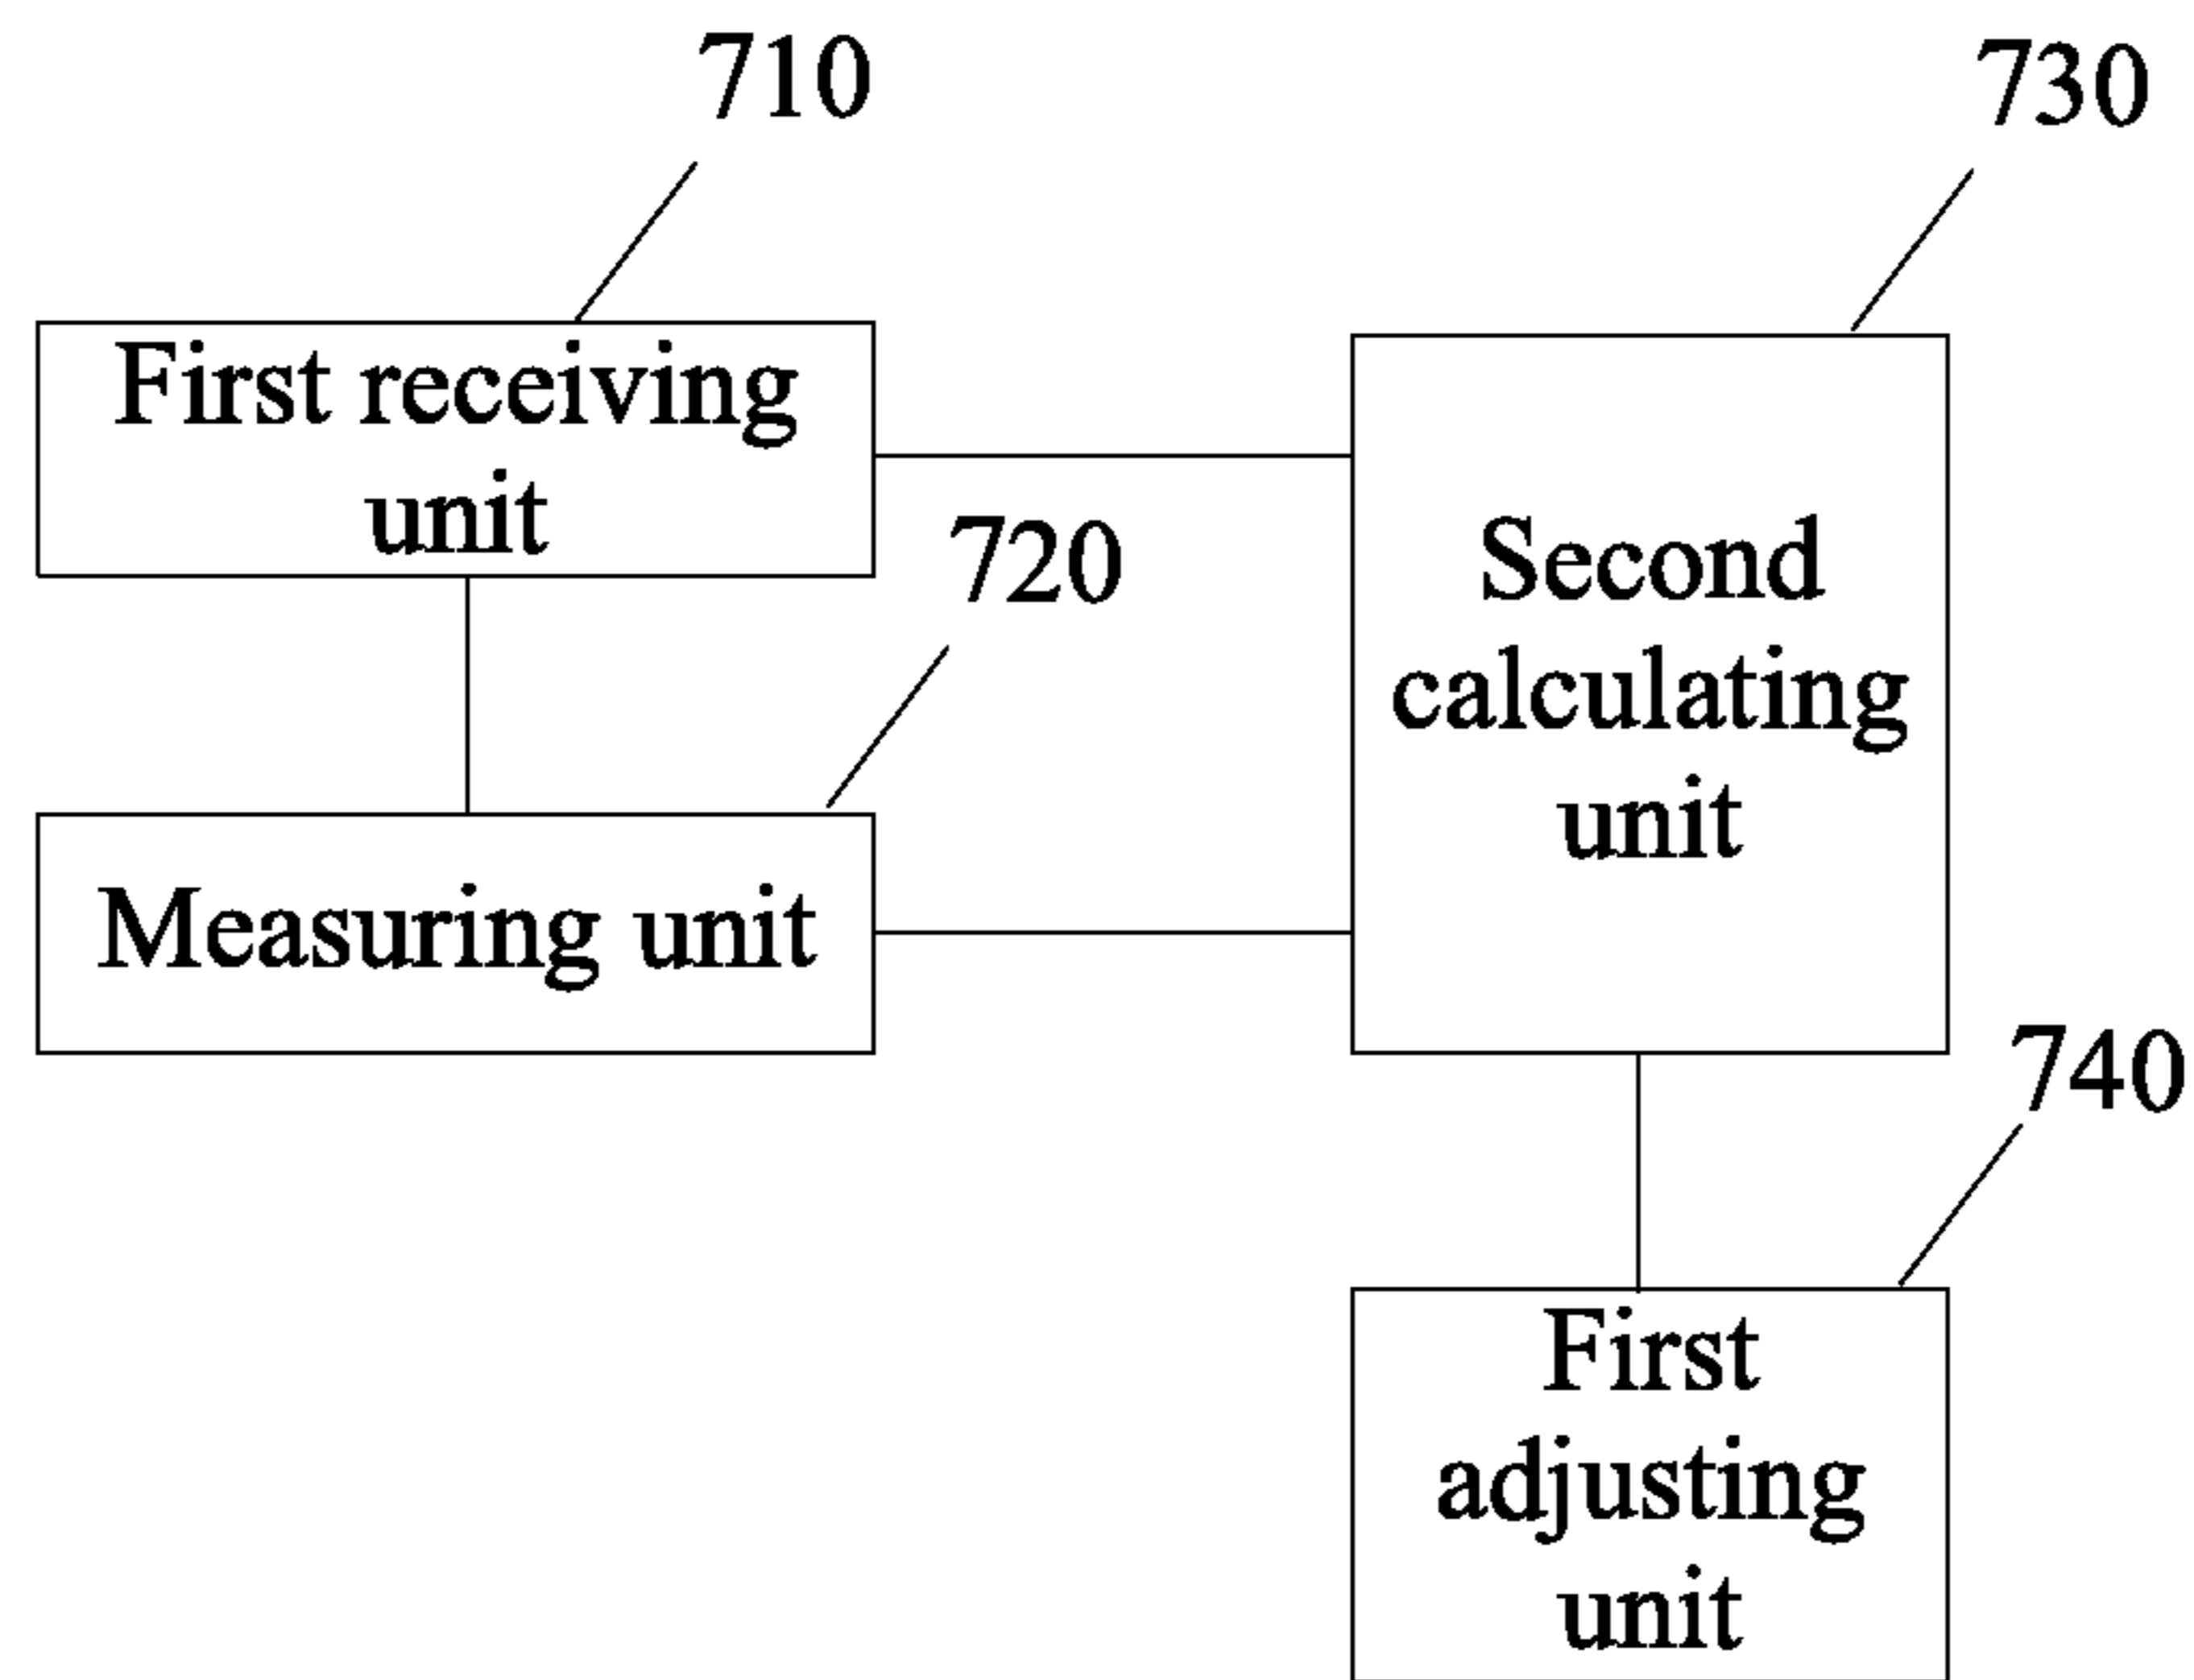 710
730
First receiving
unit
720
Second
calculating
unit
Measuring unit
740
First
adjusting
unit